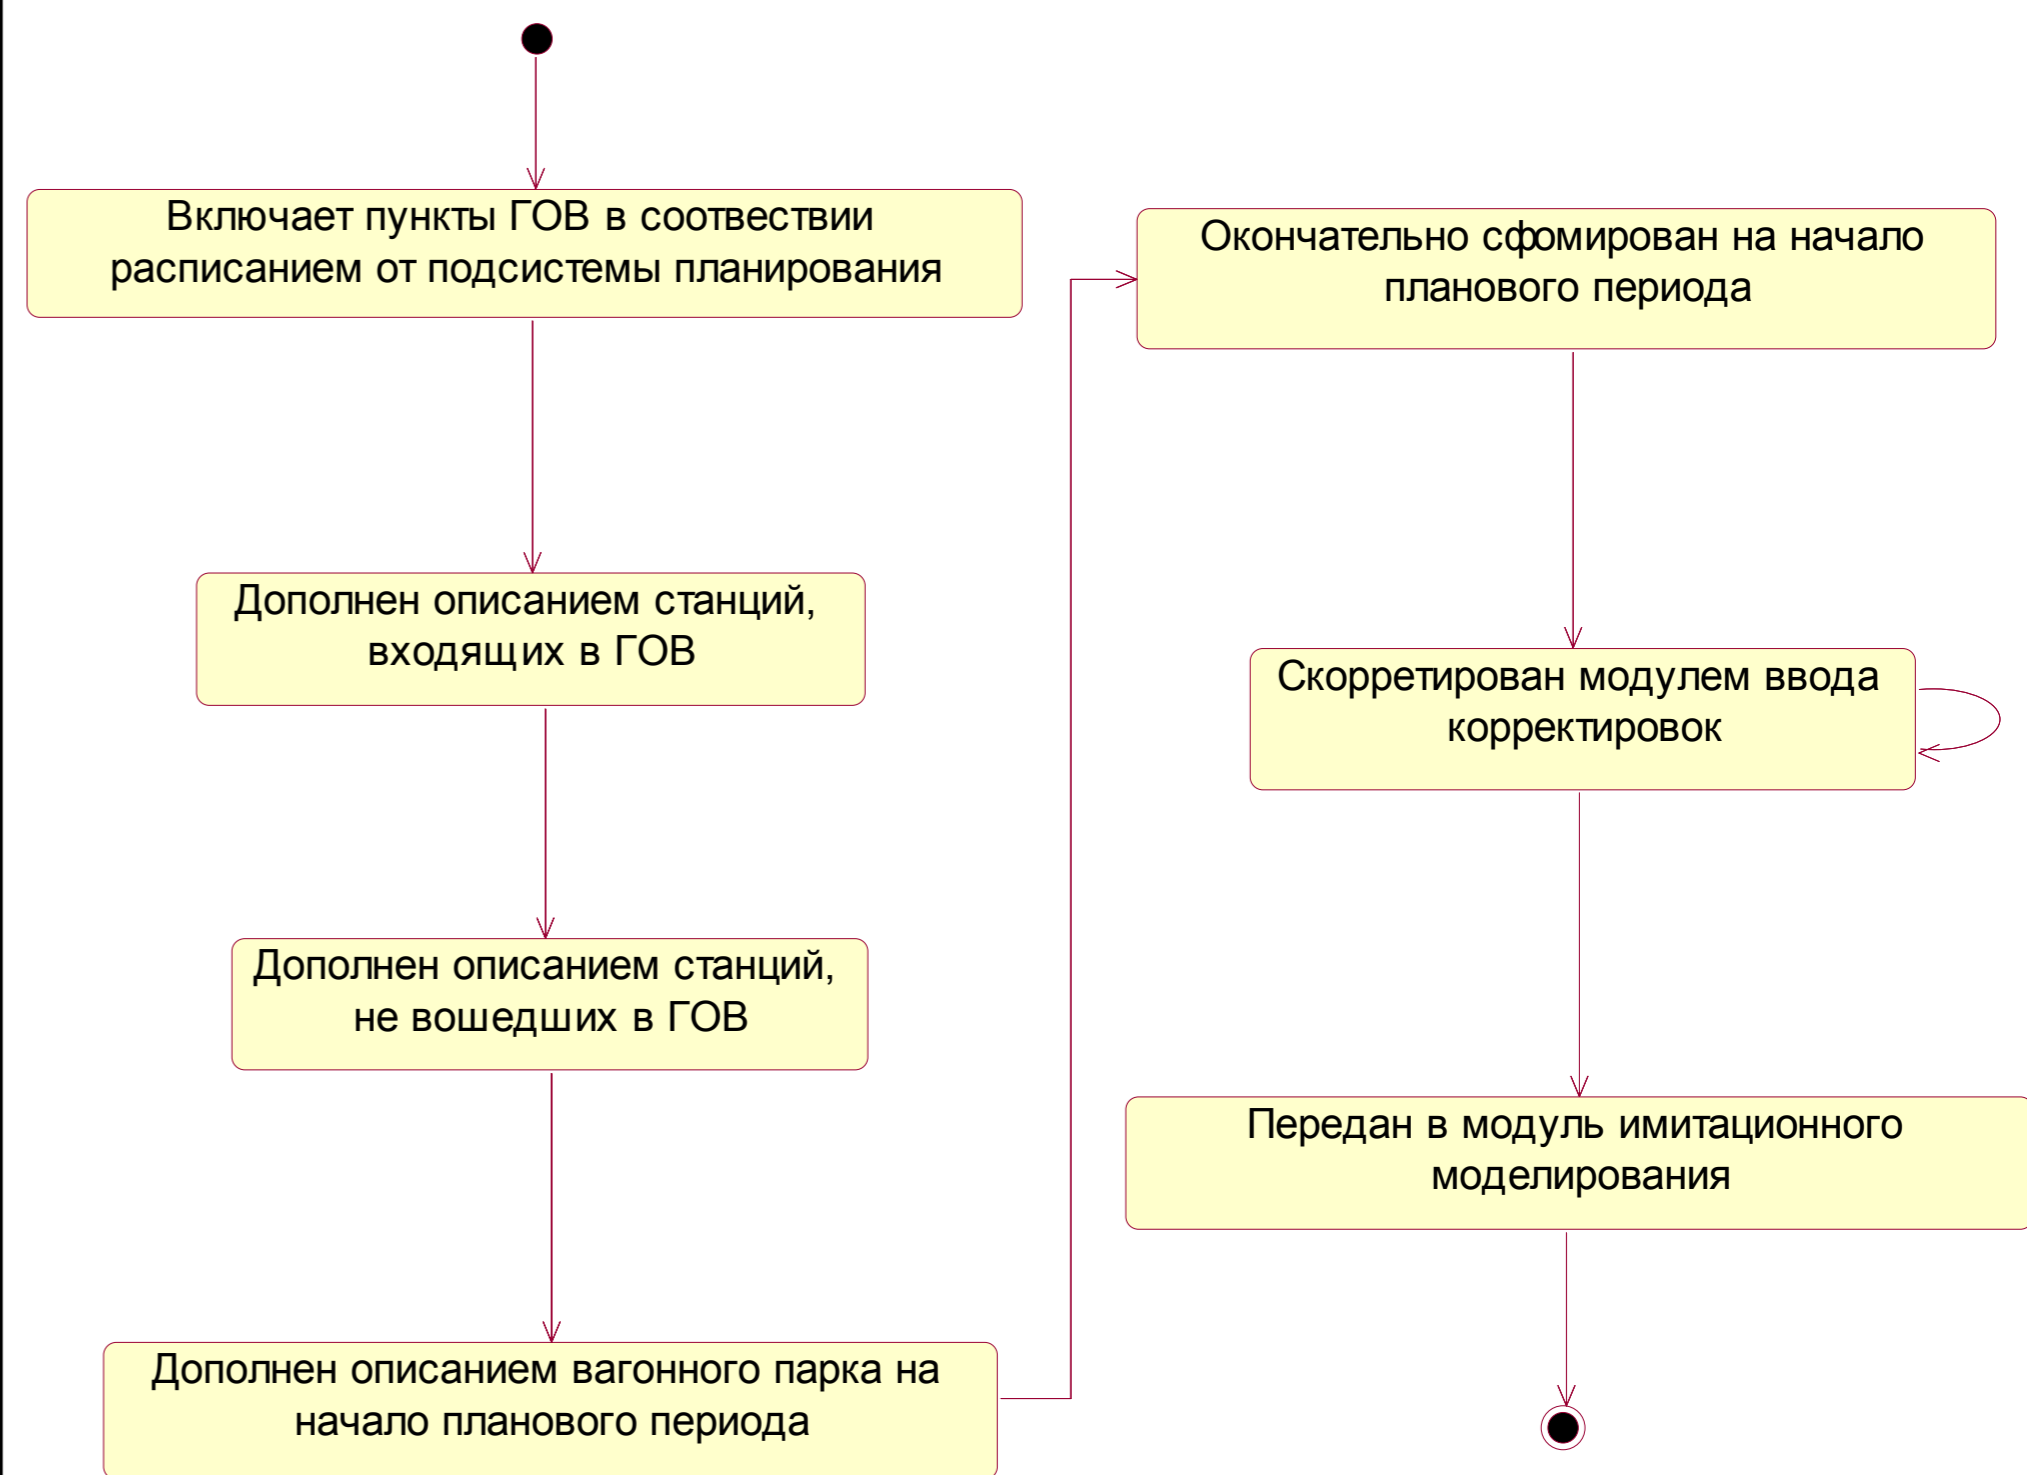 Включает пункты ГОВ в соотвествии
расписанием от подсистемы планирования
Дополнен описанием станций,
входящих в ГОВ
Дополнен описанием станций,
не вошедших в ГОВ
Дополнен описанием вагонного парка на
начало планового периода
Окончательно сфомирован на начало
планового периода
Скорретирован модулем ввода
корректировок
Передан в модуль имитационного
моделирования